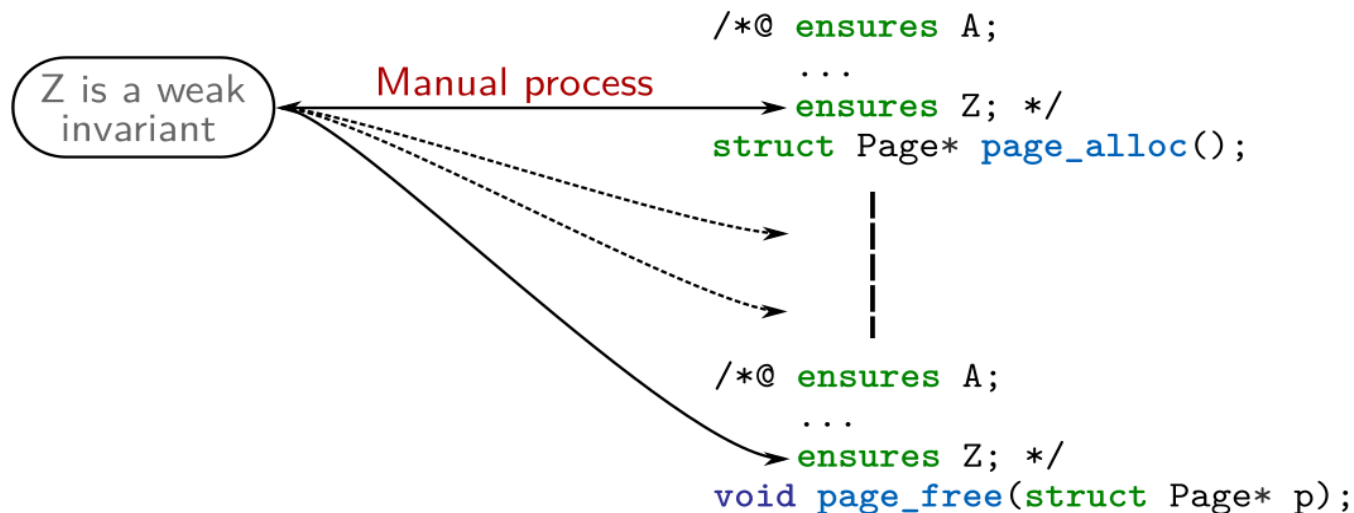 /*@ ensures A;
...
ensures Z; */
struct Page* page_alloc();
Z is a weak
invariant
Manual process
/*@ ensures A;
...
ensures Z; */
void page_free(struct Page* p);